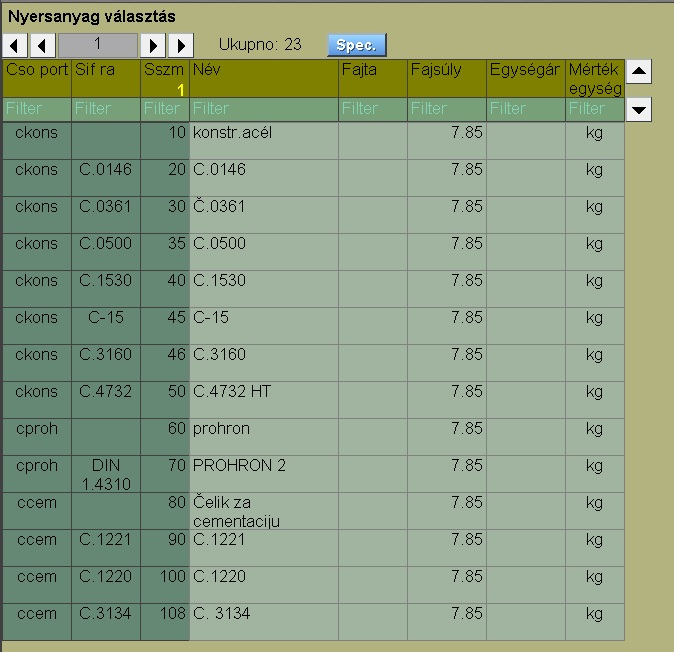 Nyersanyag választás
1 Ukupno: 23 Spec.
Cso port Sif ra Sszm Név Fajta Fajsúly Egységár Mérték
1 egység
Filter Filter Filter Filter Filter Filter Filter Filter
ckons 10 konstr.acél 7.85 kg
ckons C.0146 20 C.0146 7.85 kg
ckons C.0361 30 Č.0361 7.85 kg
ckons C.0500 35 C.0500 7.85 kg
ckons C.1530 40 C.1530 7.85 kg
ckons C-15 45 C-15 7.85 kg
ckons C.3160 46 C.3160 7.85 kg
ckons C.4732 50 C.4732 HT 7.85 kg
cproh 60 prohron 7.85 kg
cproh DIN 70 PROHRON 2 7.85 kg
1.4310
ccem 80 Čelik za 7.85 kg
cementaciju
ccem C.1221 90 C.1221 7.85 kg
ccem C.1220 100 C.1220 7.85 kg
ccem C.3134 108 C. 3134 7.85 kg